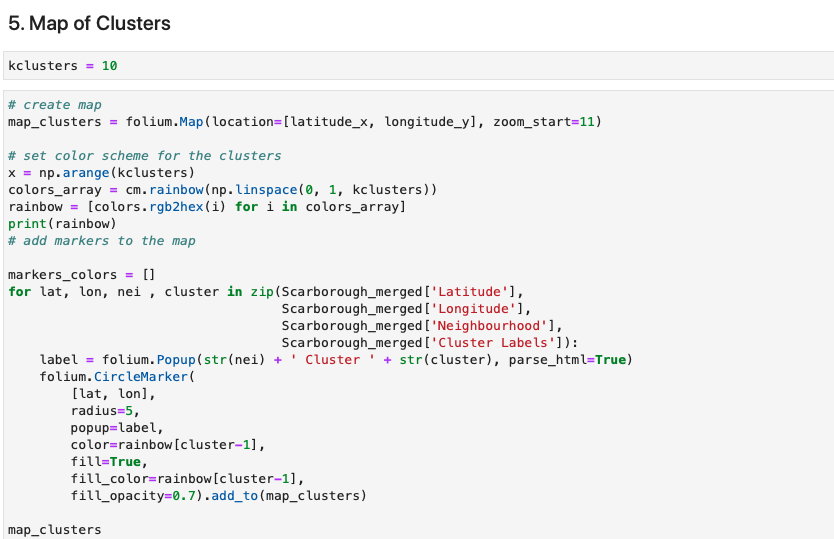 5. Map of Clusters
kclusters = 10
# create map
map_clusters = folium.Map(location=[latitude_x, longitude_y], zoom_start=11)
# set color scheme for the clusters
x = np.arange(kclusters)
colors_array = cm.rainbow(np.linspace(0, 1, kclusters))
rainbow = [colors.rgb2hex(i) for i in colors_array]
print(rainbow)
# add markers to the map
markers_colors = []
for lat, lon, nei , cluster in zip(Scarborough_merged['Latitude'],
                                   Scarborough_merged['Longitude'],
                                   Scarborough_merged['Neighbourhood'],
                                   Scarborough_merged['Cluster Labels']):
    label = folium.Popup(str(nei) + ' Cluster ' + str(cluster), parse_html=True)
    folium.CircleMarker(
        [lat, lon],
        radius=5,
        popup=label,
        color=rainbow[cluster-1],
        fill=True,
        fill_color=rainbow[cluster-1],
        fill_opacity=0.7).add_to(map_clusters)
map_clusters